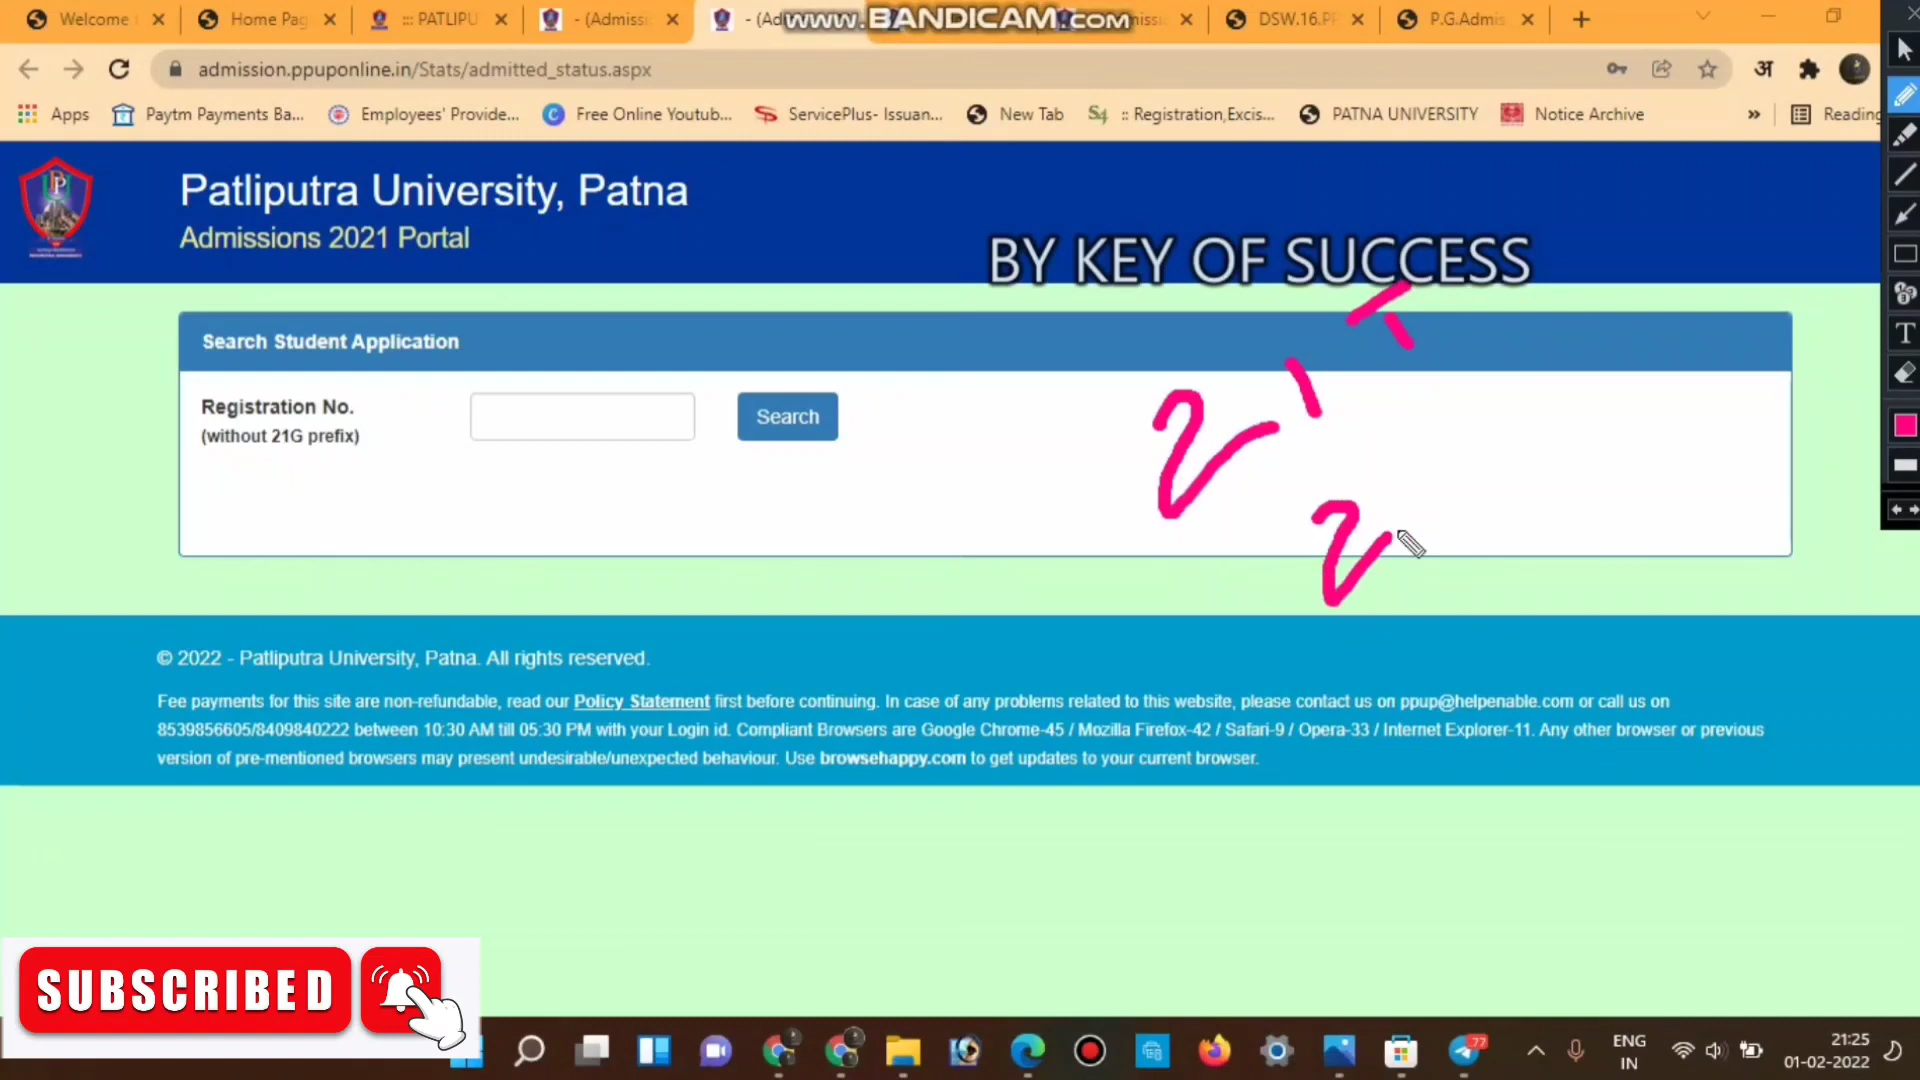 Welcome
Home Pag
::: PATLIPU
- (Admissi
- (Ad
www.BANDICAM.com
DSW.16.PF
P.G.Admis
admission.ppuponline.in/Stats/admitted_status.aspx
अ
Apps
Paytm Payments Ba...
Employees' Provide...
Free Online Youtub...
ServicePlus- Issuan...
New Tab
:: Registration,Excis...
PATNA UNIVERSITY
Notice Archive
»
Reading
Patliputra University, Patna
Admissions 2021 Portal
BY KEY OF SUCCESS
Search Student Application
Registration No.
(without 21G prefix)
Search
2
2
© 2022 - Patliputra University, Patna. All rights reserved.
Fee payments for this site are non-refundable, read our Policy Statement first before continuing. In case of any problems related to this website, please contact us on ppup@helpenable.com or call us on
8539856605/8409840222 between 10:30 AM till 05:30 PM with your Login id. Compliant Browsers are Google Chrome-45 / Mozilla Firefox-42 / Safari-9 / Opera-33 / Internet Explorer-11. Any other browser or previous
version of pre-mentioned browsers may present undesirable/unexpected behaviour. Use browsehappy.com to get updates to your current browser.
SUBSCRIBED
77
ENG
IN
21:25
01-02-2022